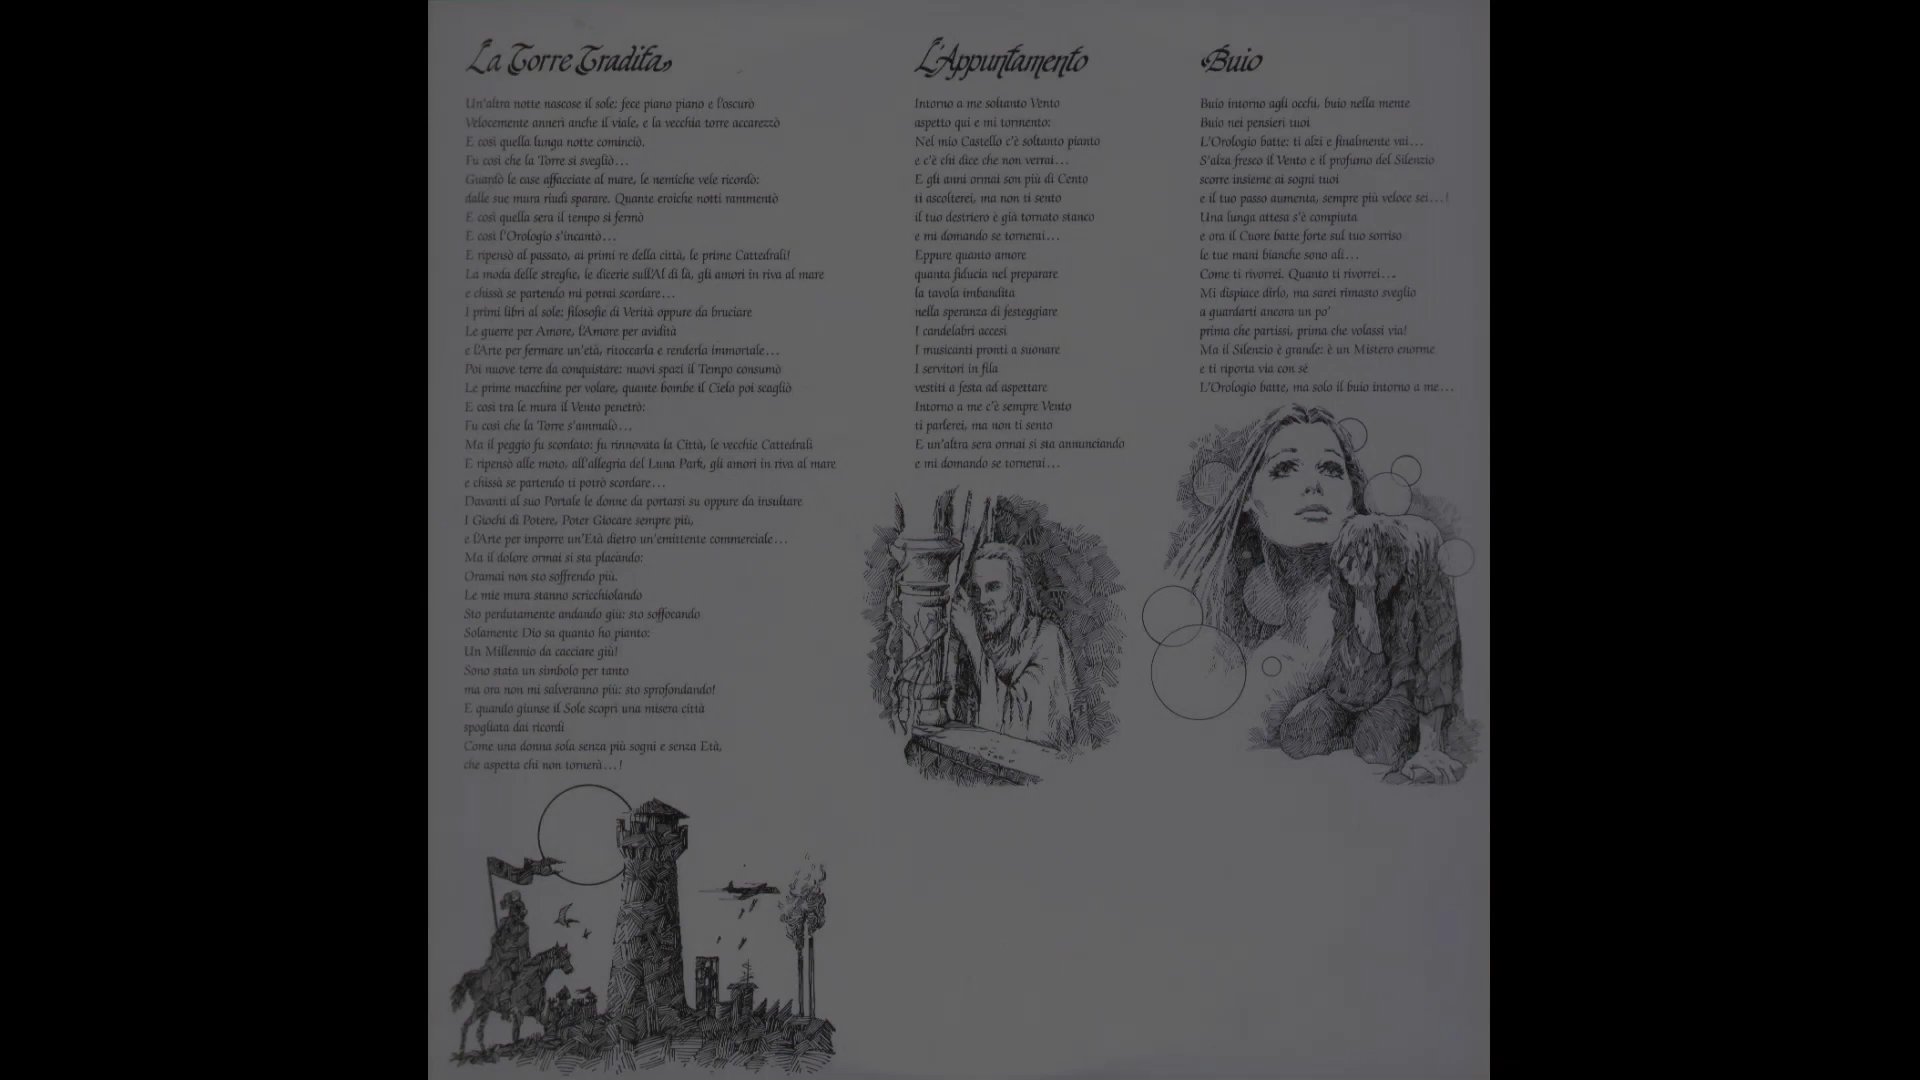 La Torre Tradita
Un'altra notte nascose il sole: fece piano piano e l'oscurò
Velocemente annerì anche il viale, e la vecchia torre accarezzò
E così quella lunga notte cominciò.
Fu così che la Torre si svegliò...
Guardò le case affacciate al mare, le nemiche vele ricordò:
dalle sue mura riudì sparare. Quante eroiche notti rammentò
E così quella sera il tempo si fermò
E così l'Orologio s'incantò...
E ripensò al passato, ai primi re della città, le prime Cattedrali!
La moda delle streghe, le dicerie sull'Al di là, gli amori in riva al mare
e chissà se partendo mi potrai scordare...
I primi libri al sole: filosofie di Verità oppure da bruciare
Le guerre per Amore, l'Amore per avidità
e l'Arte per fermare un'età, ritoccarla e renderla immortale...
Poi nuove terre da conquistare: nuovi spazi il Tempo consumò
Le prime macchine per volare, quante bombe il Cielo poi scagliò
E così tra le mura il Vento penetrò:
Fu così che la Torre s'ammalò...
Ma il peggio fu scordato: fu rinnovata la Città, le vecchie Cattedrali
E ripensò alle moto, all'allegria del Luna Park, gli amori in riva al mare
e chissà se partendo ti potrò scordare...
Davanti al suo Portale le donne da portarsi su oppure da insultare
I Giochi di Potere, Poter Giocare sempre più,
e l'Arte per imporre un'Età dietro un'emittente commerciale...
Ma il dolore ormai si sta placando:
Oramai non sto soffrendo più.
Le mie mura stanno scricchiolando
Sto perdutamente andando giù: sto soffocando
Solamente Dio sa quanto ho pianto:
Un Millennio da cacciare giù!
Sono stata un simbolo per tanto
ma ora non mi salveranno più: sto sprofondando!
E quando giunse il Sole scoprì una misera città
spogliata dai ricordi
Come una donna sola senza più sogni e senza Età,
che aspetta chi non tornerà...!
L'Appuntamento
Intorno a me soltanto Vento
aspetto qui e mi tormento:
Nel mio Castello c'è soltanto pianto
e c'è chi dice che non verrai...
E gli anni ormai son più di Cento
ti ascolterei, ma non ti sento
il tuo destriero è già tornato stanco
e mi domando se tornerai...
Eppure quanto amore
quanta fiducia nel preparare
la tavola imbandita
nella speranza di festeggiare
I candelabri accesi
I musicanti pronti a suonare
I servitori in fila
vestiti a festa ad aspettare
Intorno a me c'è sempre Vento
ti parlerei, ma non ti sento
E un'altra sera ormai si sta annunciando
e mi domando se tornerai...
Buio
Buio intorno agli occhi, buio nella mente
Buio nei pensieri tuoi
L'Orologio batte: ti alzi e finalmente vai...
S'alza fresco il Vento e il profumo del Silenzio
scorre insieme ai sogni tuoi
e il tuo passo aumenta, sempre più veloce sei...!
Una lunga attesa s'è compiuta
e ora il Cuore batte forte sul tuo sorriso
le tue mani bianche sono ali...
Come ti rivorrei. Quanto ti rivorrei...
Mi dispiace dirlo, ma sarei rimasto sveglio
a guardarti ancora un po'
prima che partissi, prima che volassi via!
Ma il Silenzio è grande: è un Mistero enorme
e ti riporta via con sé
L'Orologio batte, ma solo il buio intorno a me...